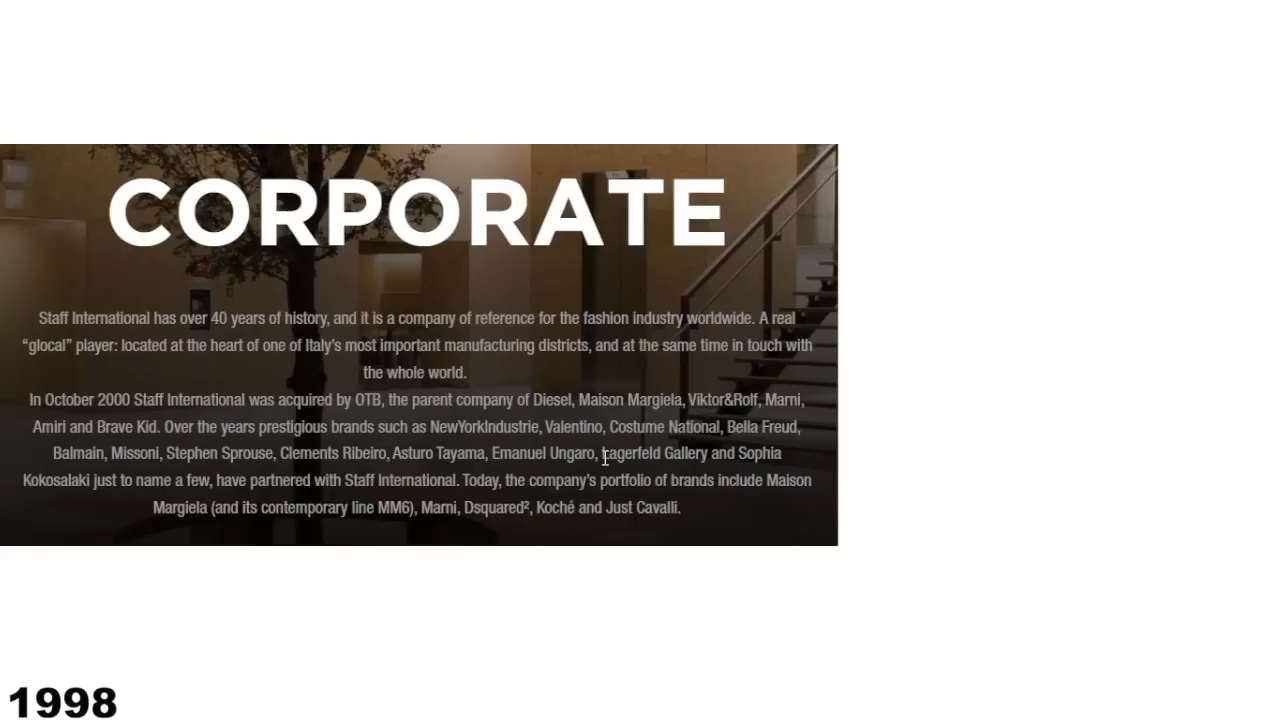 CORPORATE
Staff International has over 40 years of history, and it is a company of reference for the fashion industry worldwide. A real
“glocal” player: located at the heart of one of Italy’s most important manufacturing districts, and at the same time in touch with
the whole world.
In October 2000 Staff International was acquired by OTB, the parent company of Diesel, Maison Margiela, Viktor&Rolf, Marni,
Amiri and Brave Kid. Over the years prestigious brands such as NewYorkIndustrie, Valentino, Costume National, Bella Freud,
Balmain, Missoni, Stephen Sprouse, Clements Ribeiro, Asturo Tayama, Emanuel Ungaro, Lagerfeld Gallery and Sophia
Kokosalaki just to name a few, have partnered with Staff International. Today, the company’s portfolio of brands include Maison
Margiela (and its contemporary line MM6), Marni, Dsquared², Koché and Just Cavalli.
1998